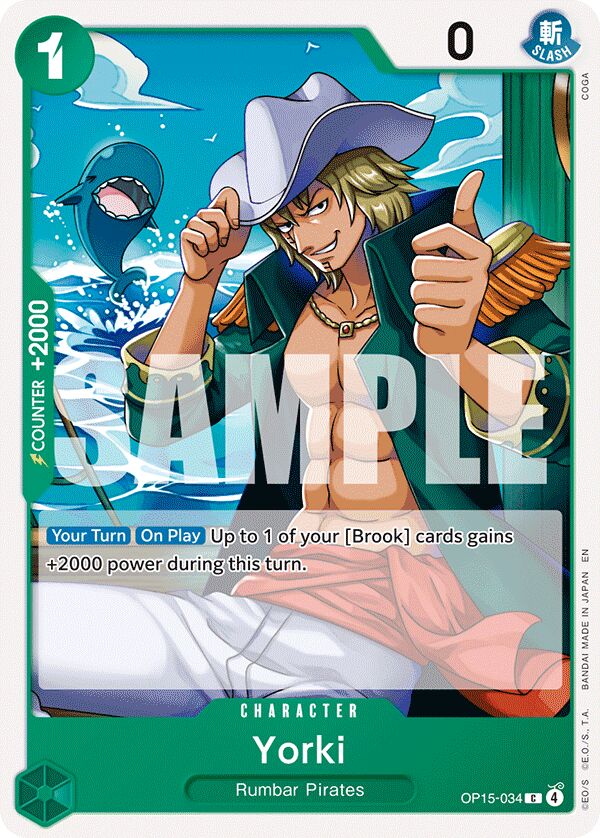 1
0
斬
SLASH
COGA
COUNTER +2000
SAMPLE
Your Turn On Play Up to 1 of your [Brook] cards gains
+2000 power during this turn.
CHARACTER
Yorki
Rumbar Pirates
OP15-034 C 4
©EO/S ©E.O./S., T.A. BANDAI MADE IN JAPAN EN